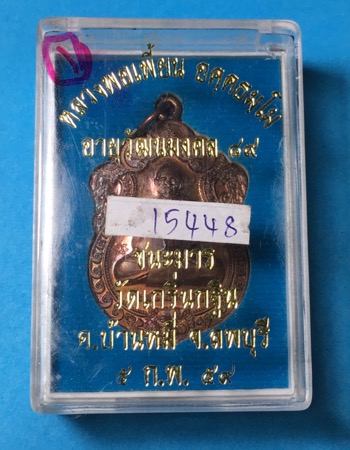 หลวงพ่อเพี้ยน อคฺคธมฺโม
อายุวัฒนมงคล ๘๙
15448
ชนะมาร
วัดเกริ่นกฐิน
ต.บ้านหมี่ จ.ลพบุรี
๕ ก.พ. ๕๙